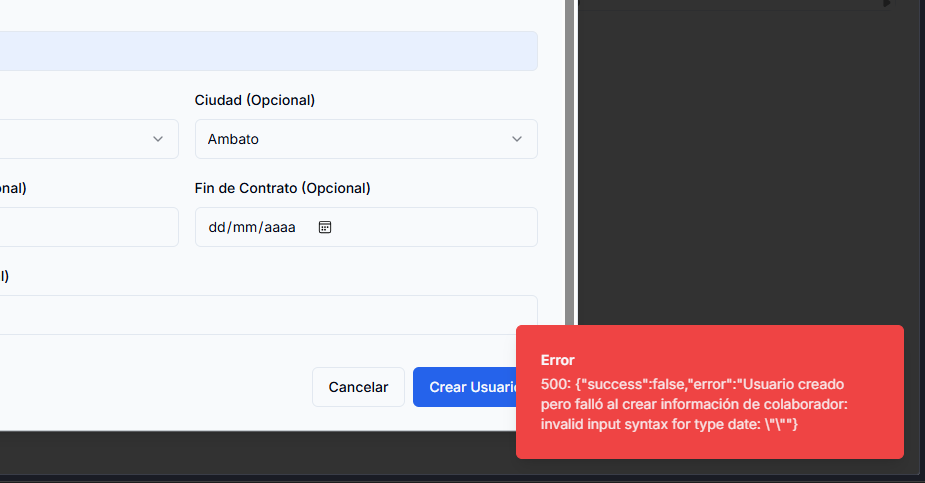 Ciudad (Opcional)
Ambato
nal)
Fin de Contrato (Opcional)
dd/mm/aaaa
l)
Cancelar
Crear Usuario
Error
500: {"success":false,"error":"Usuario creado
pero falló al crear información de colaborador:
invalid input syntax for type date: \"\""}